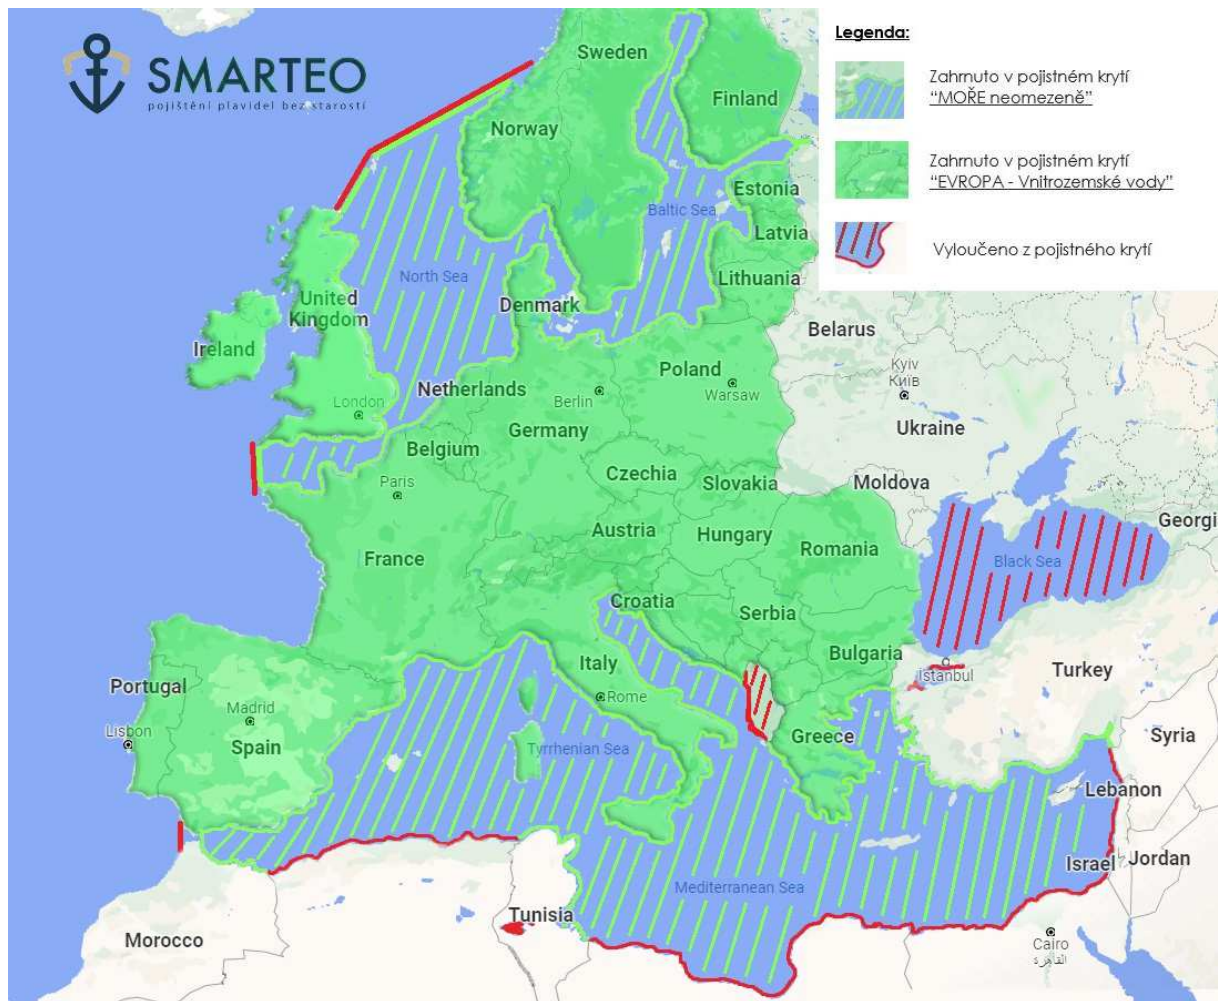 SMARTEO
pojištění plavidel bez starostí
Legenda:
Zahrnuto v pojistném krytí
“MOŘE neomezeně”
Zahrnuto v pojistném krytí
“EVROPA - Vnitrozemské vody”
Vyloučeno z pojistného krytí
Sweden
Finland
Norway
Estonia
Baltic Sea
Latvia
North Sea
Lithuania
United
Kingdom
Denmark
Belarus
Ireland
Poland
Kyiv
Київ
Netherlands
Berlin
Warsaw
London
Germany
Ukraine
Belgium
Czechia
Paris
Slovakia
Moldova
Austria
Hungary
Georgi
France
Romania
Black Sea
Croatia
Serbia
Italy
Bulgaria
Istanbul
Turkey
Portugal
Rome
Madrid
Lisbon
Spain
Tyrrhenian Sea
Greece
Syria
Lebanon
Israel
Jordan
Mediterranean Sea
Tunisia
Morocco
Cairo
القاهرة